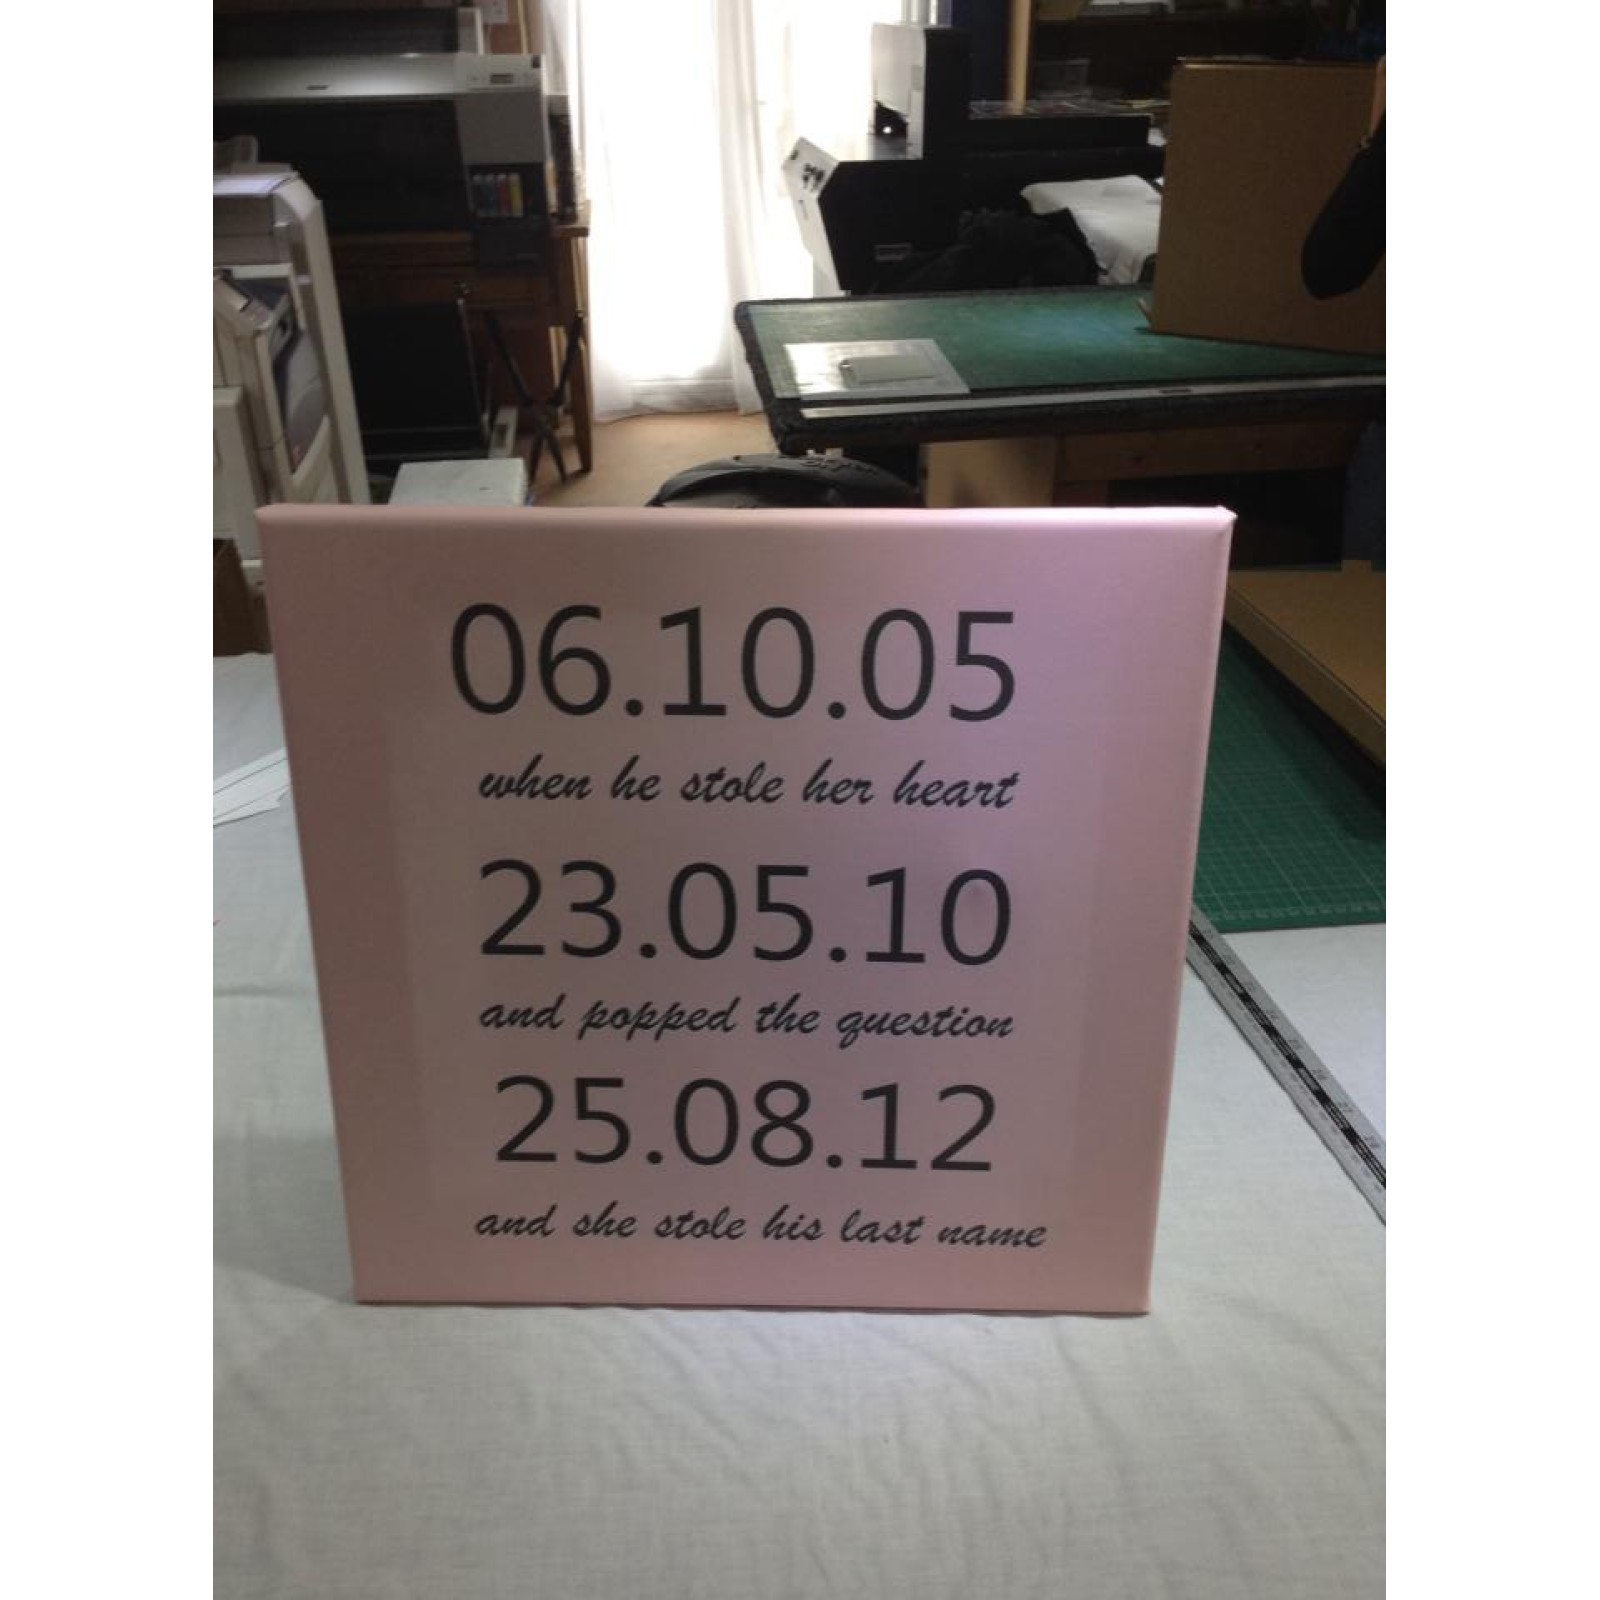 06.10.05
when he stole her heart
23.05.10
and popped the question
25.08.12
and she stole his last name